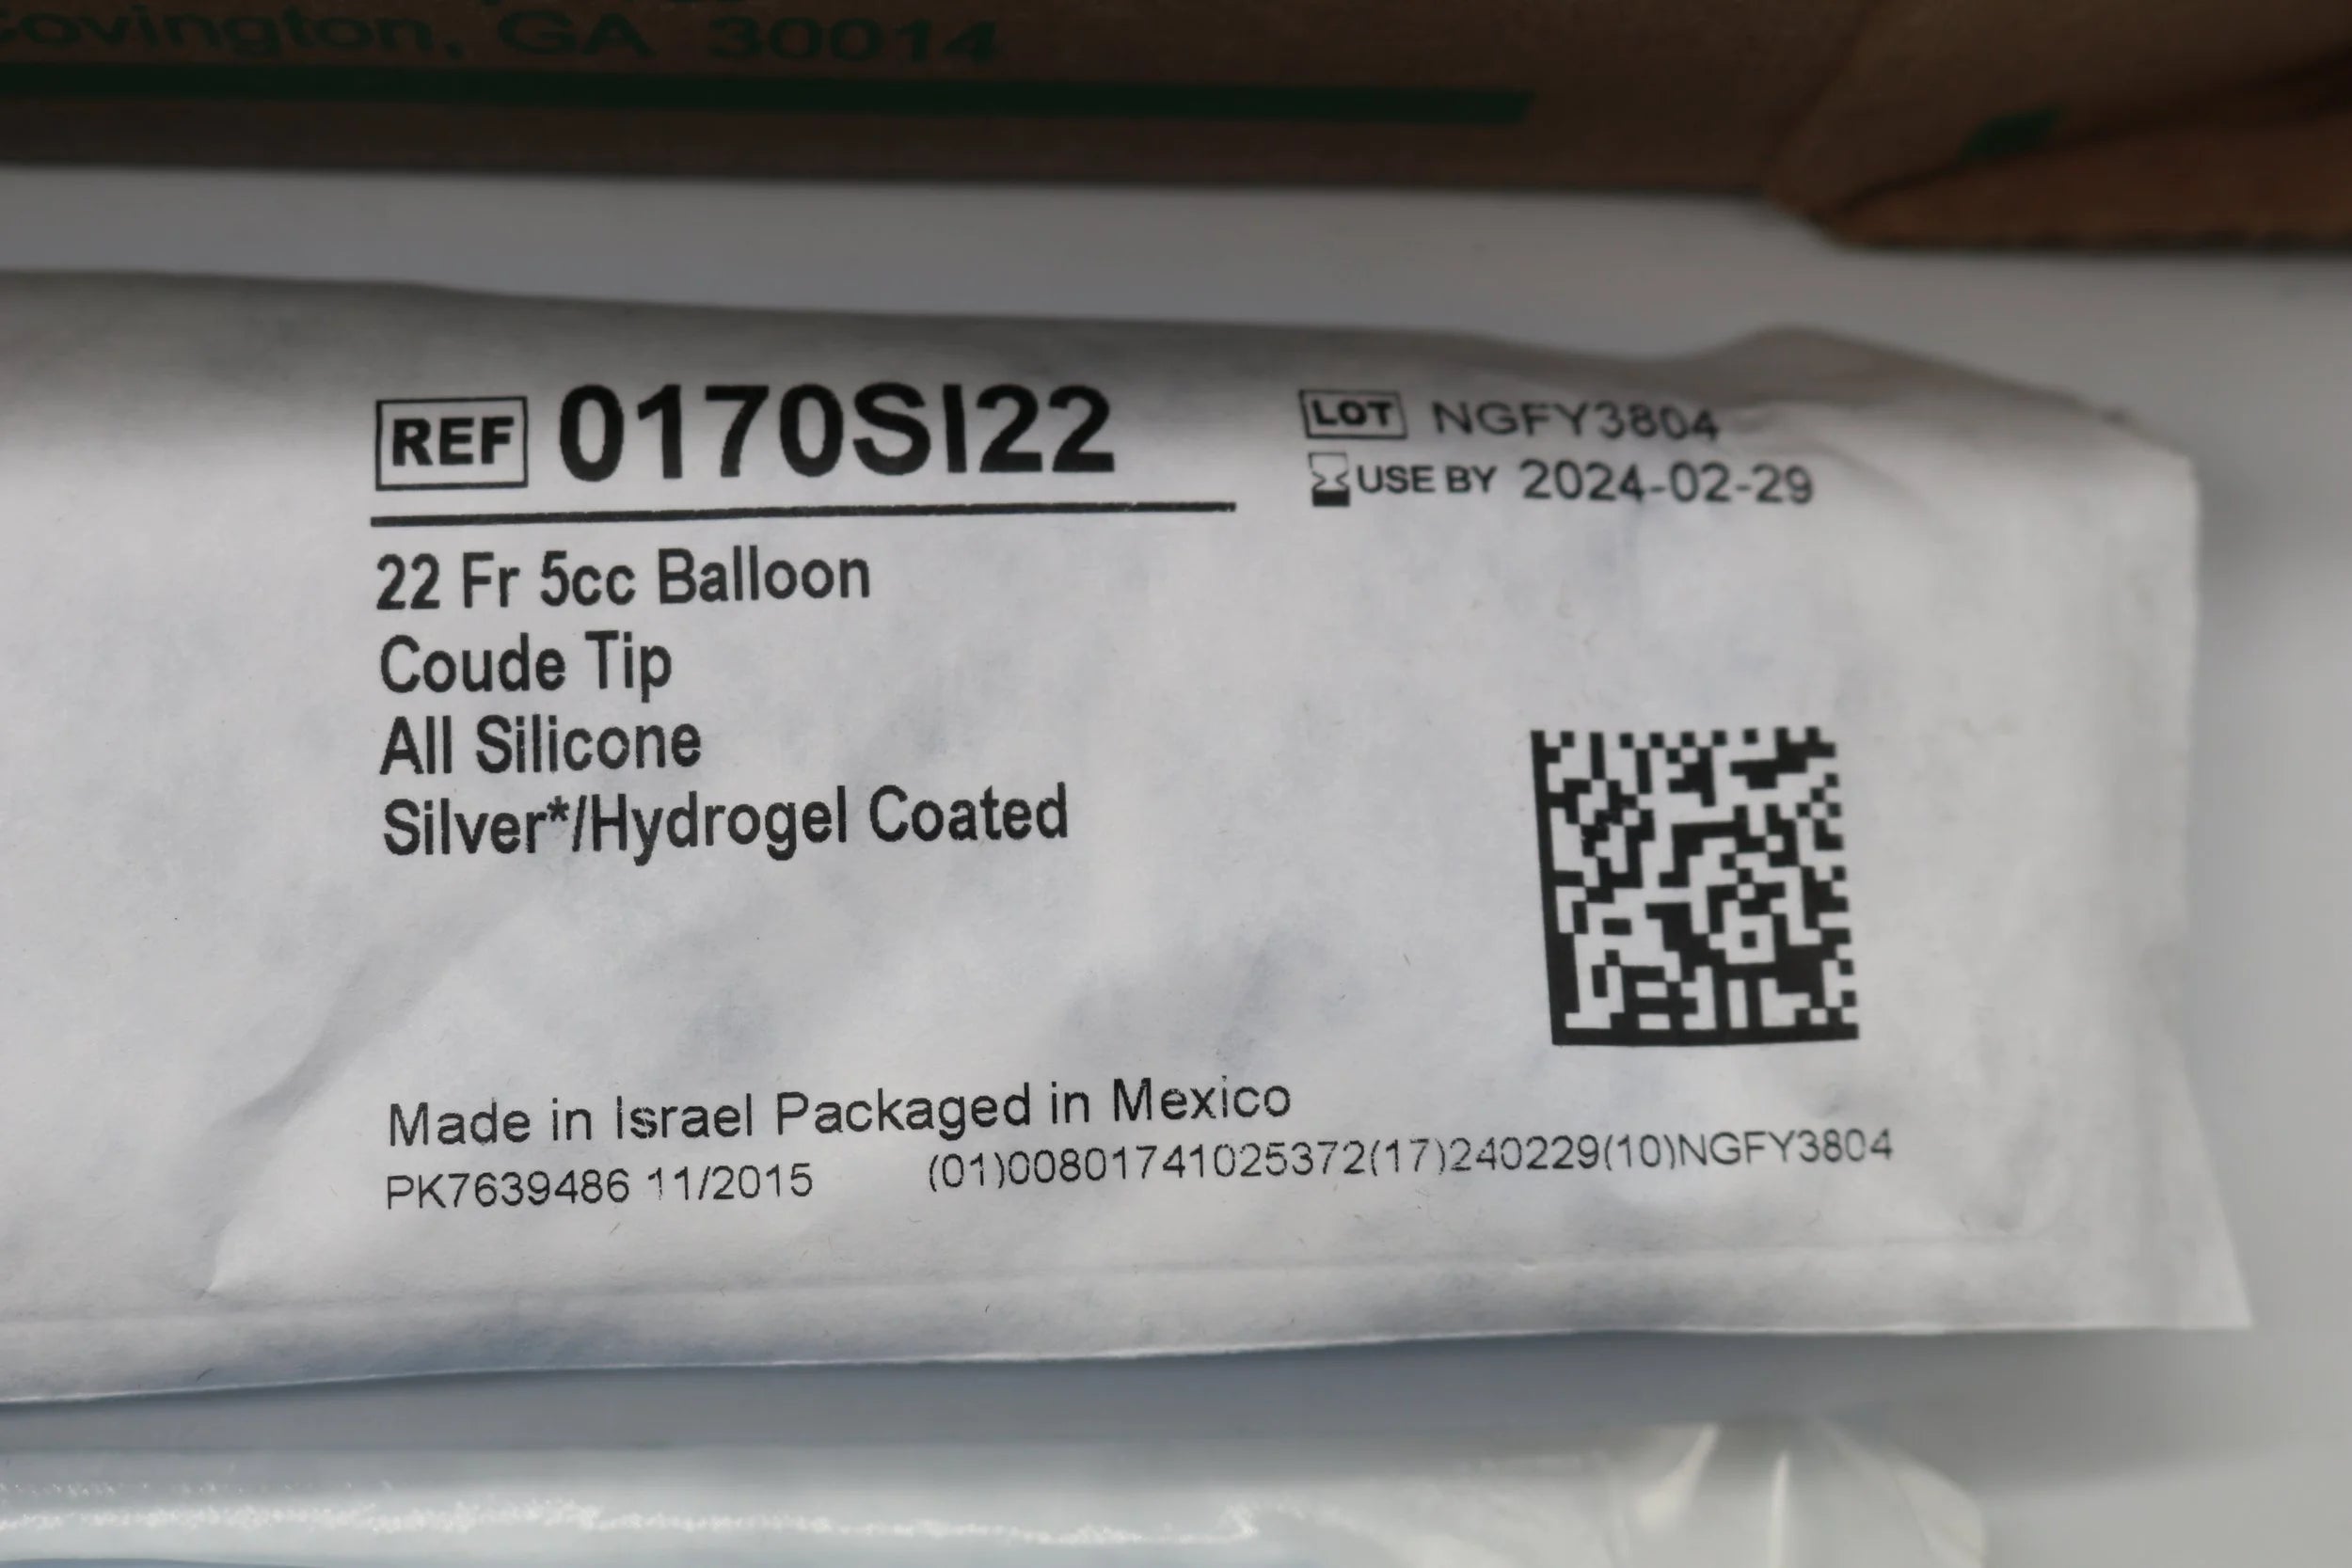 Covington, GA 30014
REF 0170SI22
LOT NGFY3804
USE BY 2024-02-29
22 Fr 5cc Balloon
Coude Tip
All Silicone
Silver*/Hydrogel Coated
Made in Israel Packaged in Mexico
PK7639486 11/2015
(01)00801741025372(17)240229(10)NGFY3804